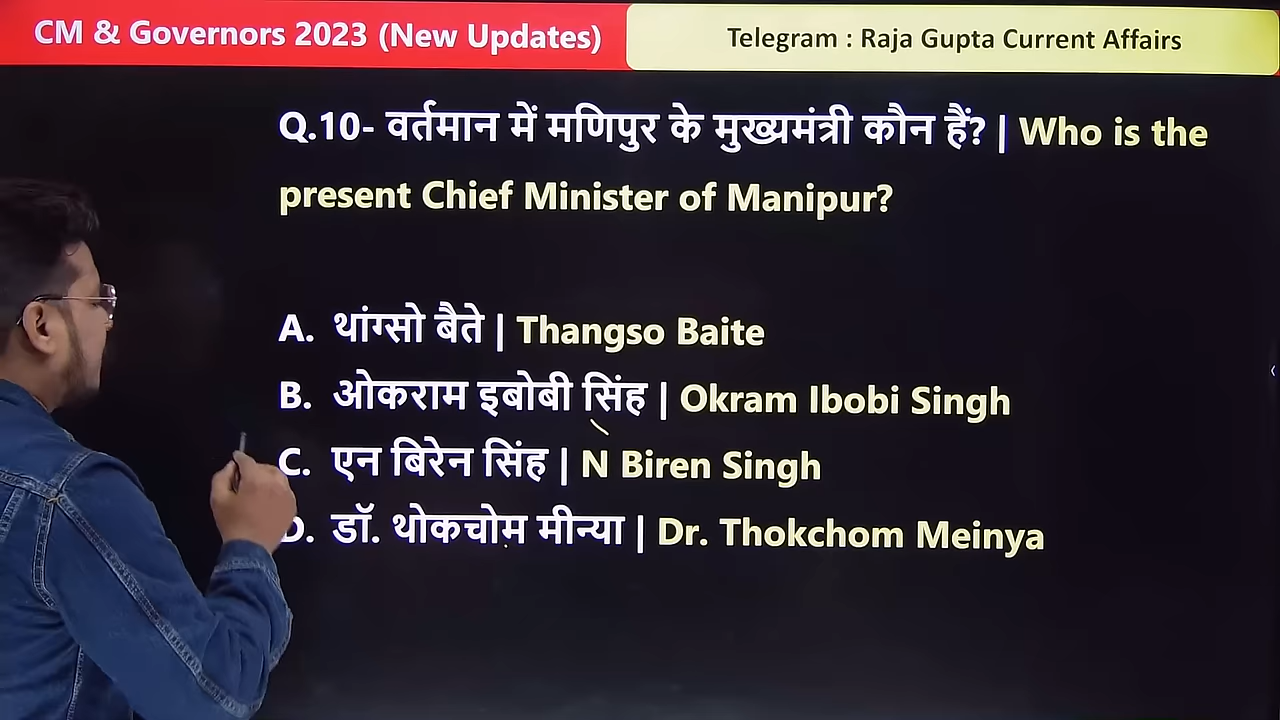 CM & Governors 2023 (New Updates)
Telegram : Raja Gupta Current Affairs
Q.10- वर्तमान में मणिपुर के मुख्यमंत्री कौन हैं? | Who is the
present Chief Minister of Manipur?
A. थांग्सो बैते | Thangso Baite
B. ओकराम इबोबी सिंह | Okram Ibobi Singh
C. एन बिरेन सिंह | N Biren Singh
D. डॉ. थोकचोम मीन्या | Dr. Thokchom Meinya